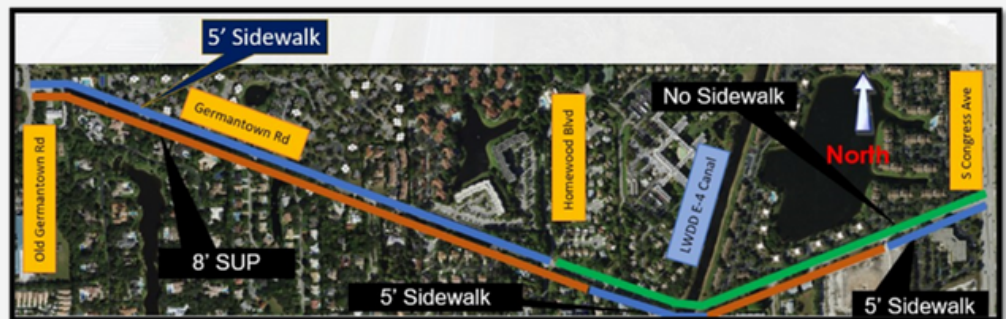 5' Sidewalk
Germantown Rd
Old Germantown Rd
8' SUP
Homewood Blvd
5' Sidewalk
LWDD E-4 Canal
No Sidewalk
North
S Congress Ave
5' Sidewalk